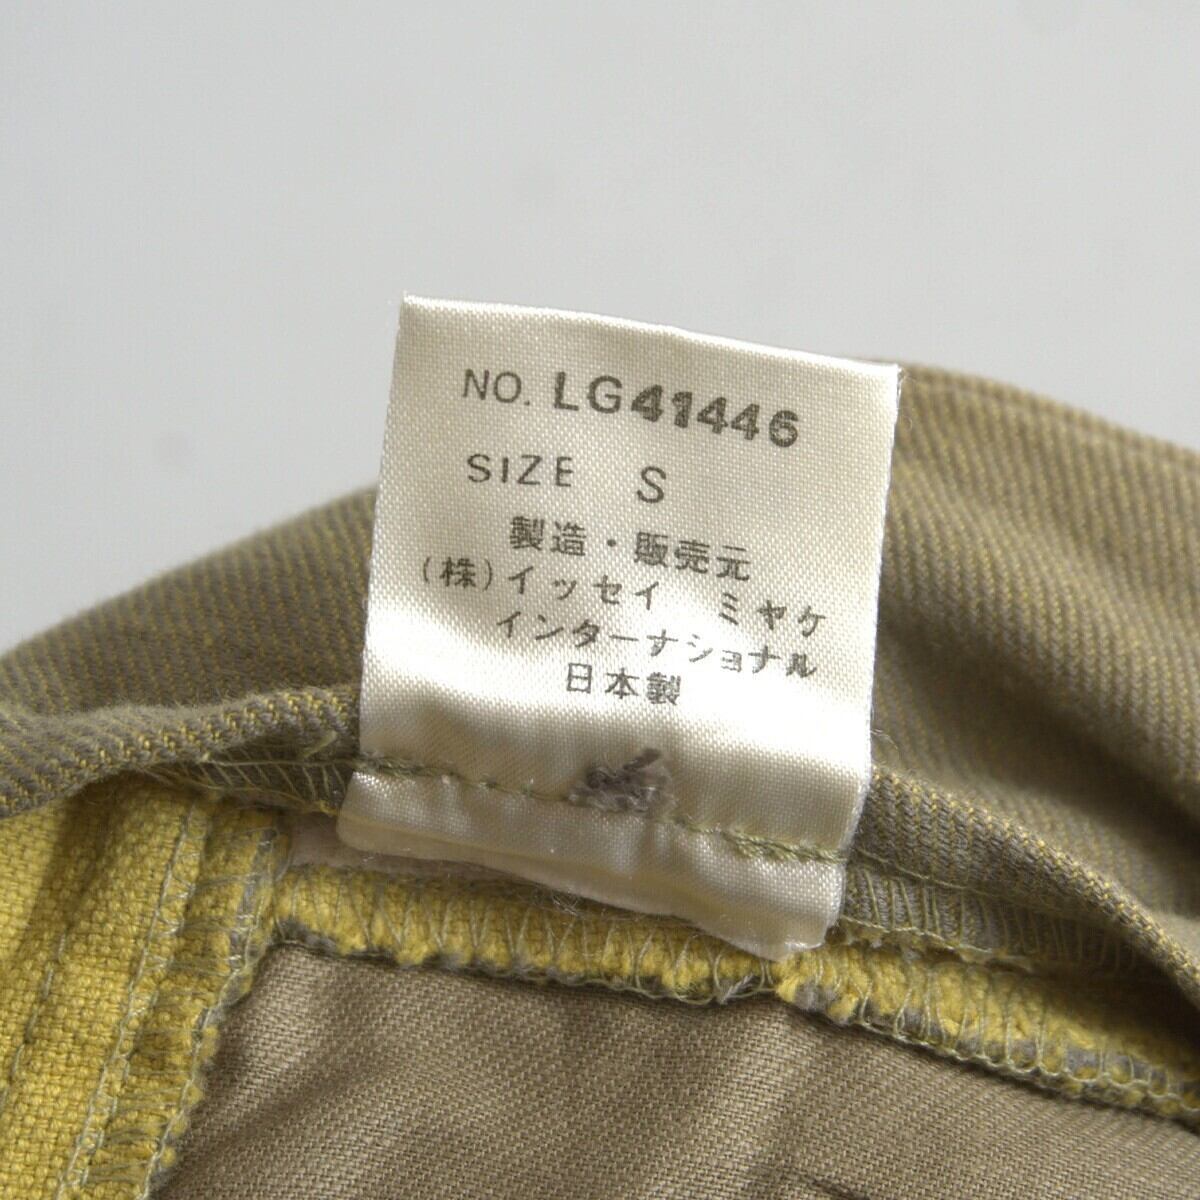 NO. LG41446
SIZE S
製造・販売元
(株)イッセイ ミヤケ
インターナショナル
日本製